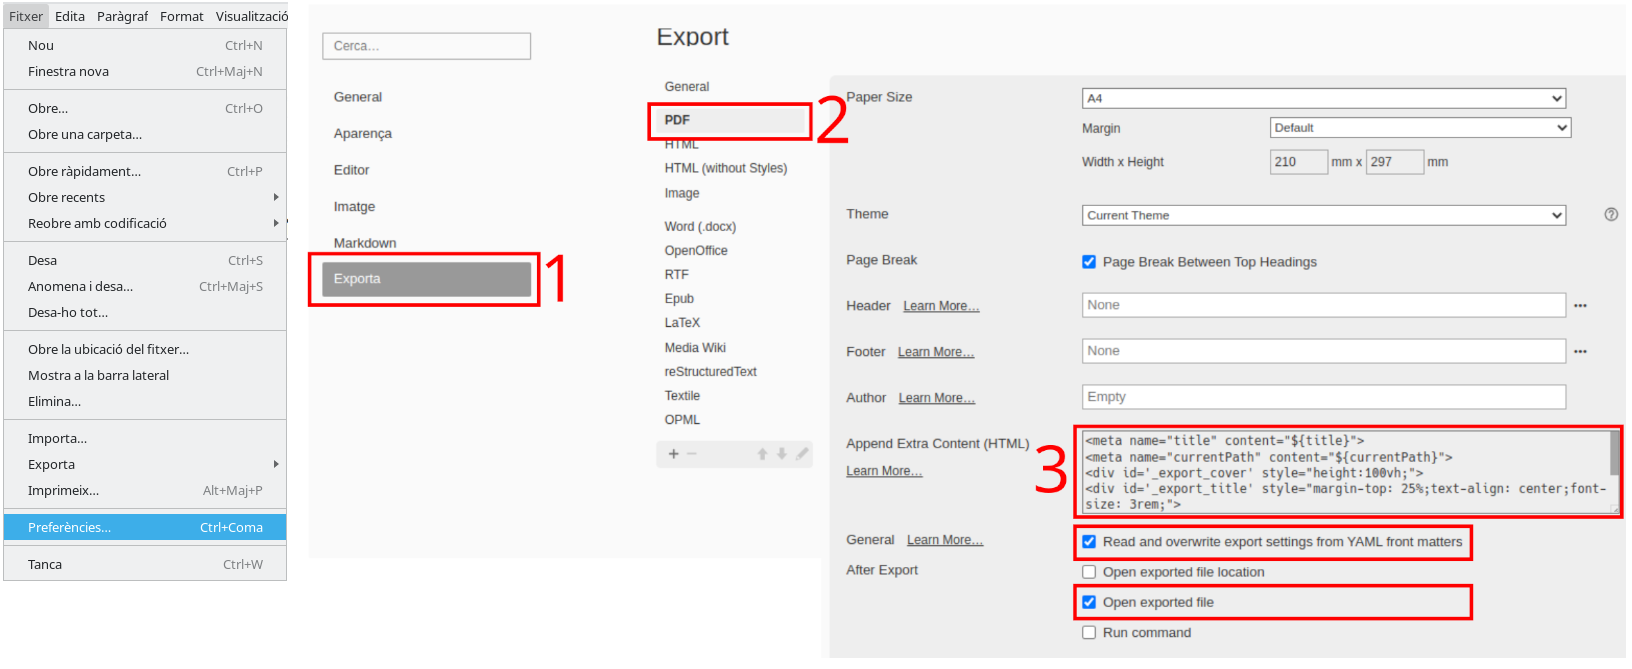 Fitxer Edita Paràgraf Format Visualització
Nou Ctrl+N
Finestra nova Ctrl+Maj+N
Obre... Ctrl+O
Obre una carpeta...
Obre ràpidament... Ctrl+P
Obre recents
Reobre amb codificació
Desa Ctrl+S
Anomena i desa... Ctrl+Maj+S
Desa-ho tot...
Obre la ubicació del fitxer...
Mostra a la barra lateral
Elimina...
Importa...
Exporta
Imprimeix... Alt+Maj+P
Preferències... Ctrl+Coma
Tanca Ctrl+W
Cerca...
General
Aparença
Editor
Imatge
Markdown
Exporta
1
Export
General
PDF
2
HTML
HTML (without Styles)
Image
Word (.docx)
OpenOffice
RTF
Epub
LaTeX
Media Wiki
reStructuredText
Textile
OPML
+ −
Paper Size A4
Margin Default
Width x Height 210 mm x 297 mm
Theme Current Theme ?
Page Break Page Break Between Top Headings
Header Learn More... None •••
Footer Learn More... None •••
Author Learn More... Empty
Append Extra Content (HTML)
Learn More...
3
<meta name="title" content="${title}">
<meta name="currentPath" content="${currentPath}">
<div id='_export_cover' style="height:100vh;">
<div id='_export_title' style="margin-top: 25%;text-align: center;font-
size: 3rem;">
General Learn More... Read and overwrite export settings from YAML front matters
After Export Open exported file location
Open exported file
Run command